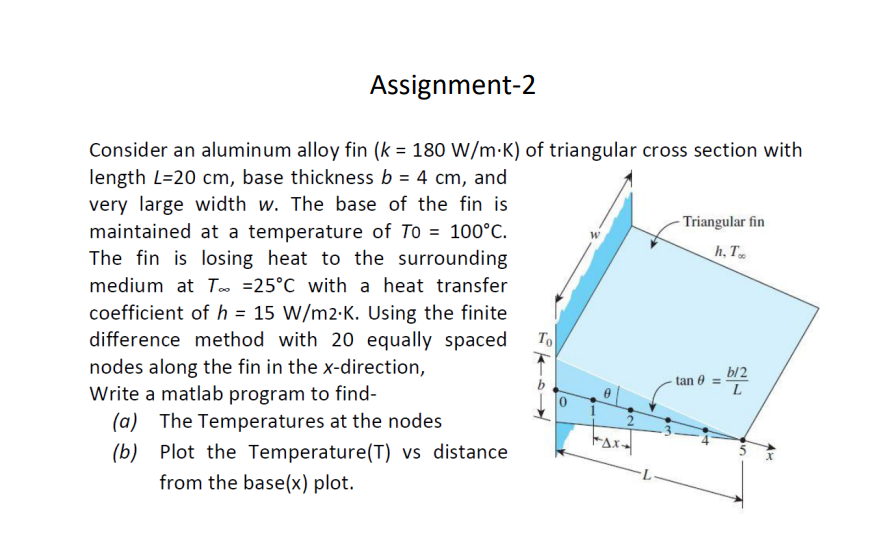 Assignment-2
Consider an aluminum alloy fin (k = 180 W/m·K) of triangular cross section with
length L=20 cm, base thickness b = 4 cm, and
very large width w. The base of the fin is
maintained at a temperature of To = 100°C.
The fin is losing heat to the surrounding
medium at T∞ =25°C with a heat transfer
coefficient of h = 15 W/m2·K. Using the finite
difference method with 20 equally spaced
nodes along the fin in the x-direction,
Write a matlab program to find-
(a) The Temperatures at the nodes
(b) Plot the Temperature(T) vs distance
from the base(x) plot.
w
Triangular fin
h, T∞
T0
b
tan θ = b/2
L
θ
0
1
2
3
4
5
x
Δx
L